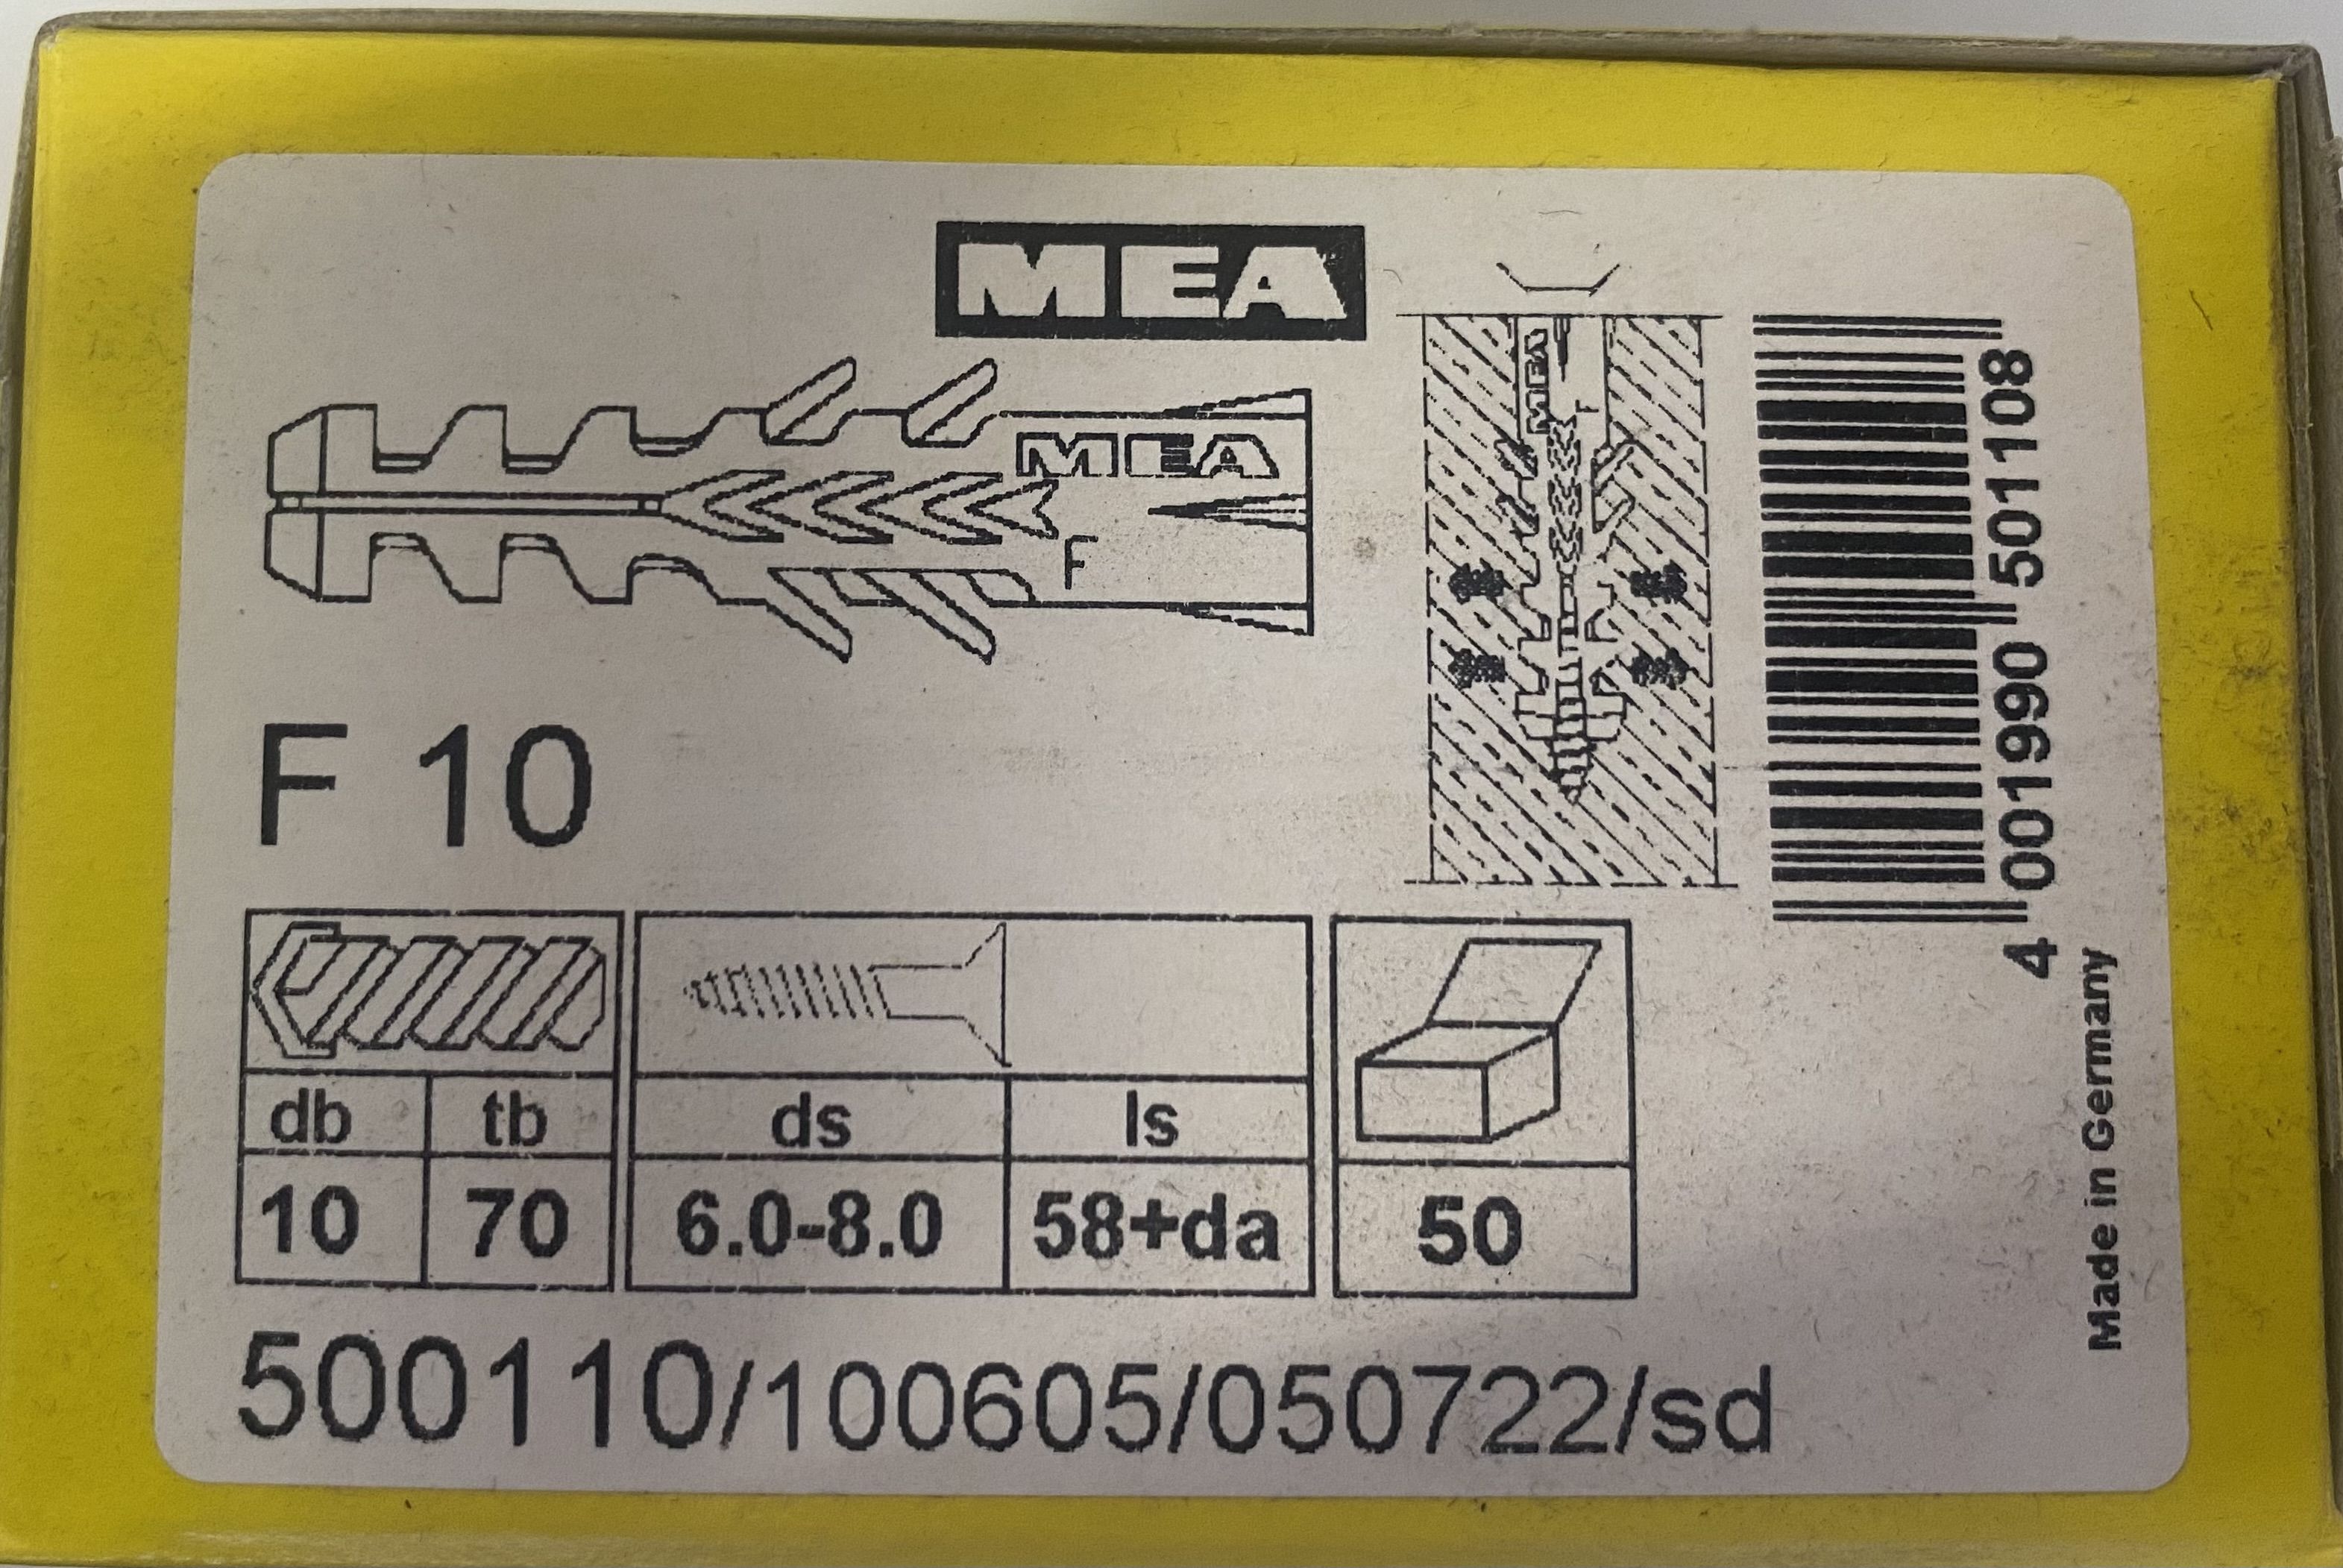 MEA
MEA
F
MEA
F 10
db tb ds ls
10 70 6.0-8.0 58+da 50
500110/100605/050722/sd
4 001990 501108
Made in Germany